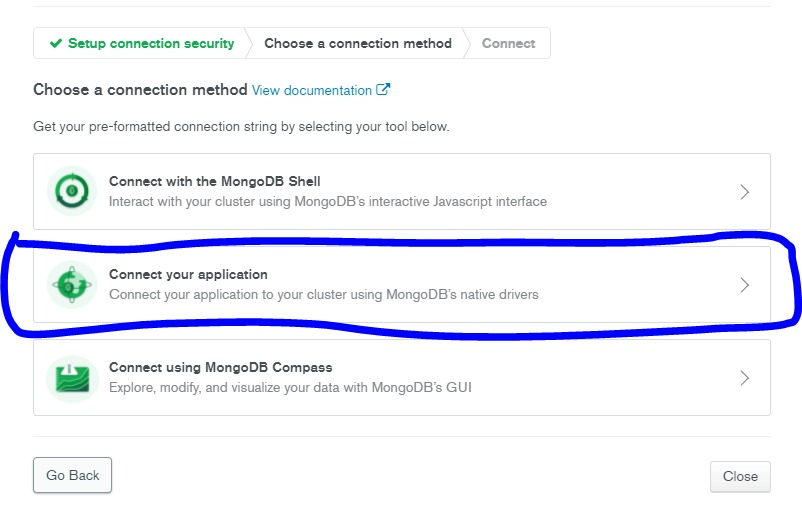 Setup connection security
Choose a connection method
Connect
Choose a connection method View documentation
Get your pre-formatted connection string by selecting your tool below.
Connect with the MongoDB Shell
Interact with your cluster using MongoDB's interactive Javascript interface
Connect your application
Connect your application to your cluster using MongoDB's native drivers
Connect using MongoDB Compass
Explore, modify, and visualize your data with MongoDB's GUI
Go Back
Close